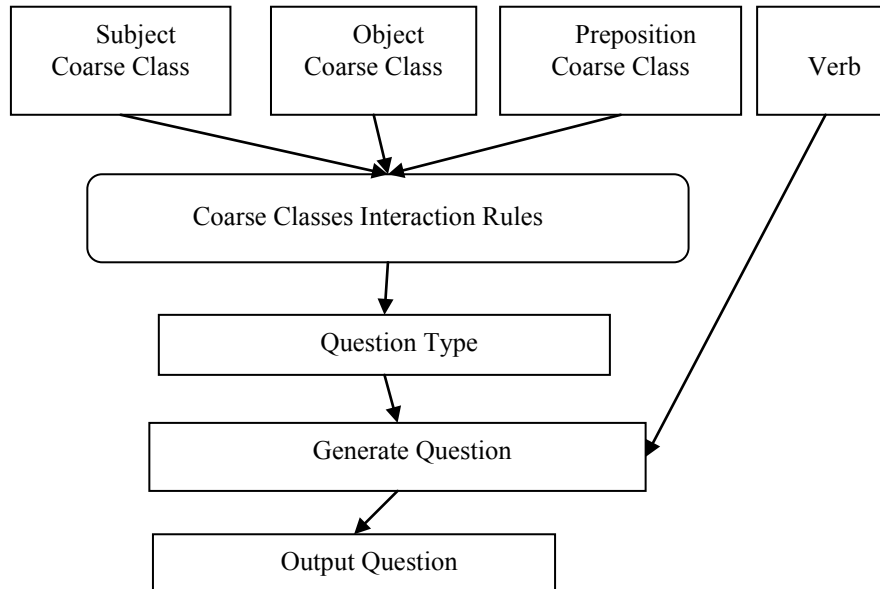 Subject
Coarse Class
Object
Coarse Class
Preposition
Coarse Class
Verb
Coarse Classes Interaction Rules
Question Type
Generate Question
Output Question